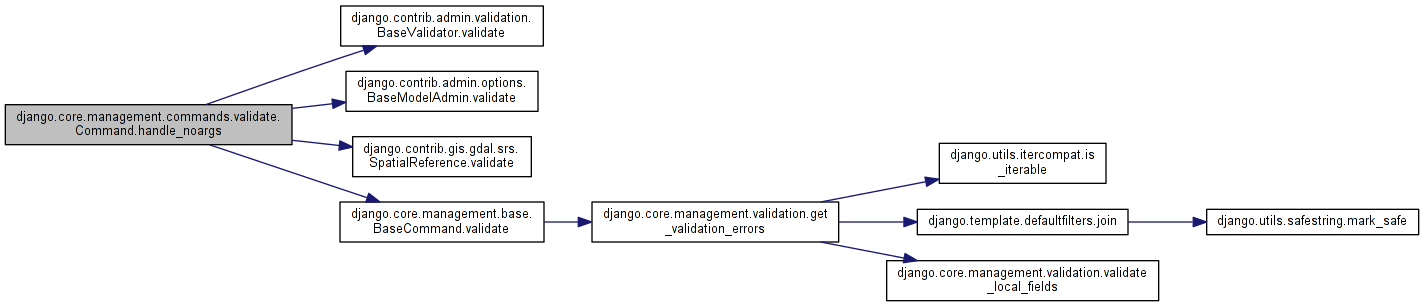 django.core.management.commands.validate.
Command.handle_noargs
django.contrib.admin.validation.
BaseValidator.validate
django.contrib.admin.options.
BaseModelAdmin.validate
django.contrib.gis.gdal.srs.
SpatialReference.validate
django.core.management.base.
BaseCommand.validate
django.core.management.validation.get
_validation_errors
django.utils.itercompat.is
_iterable
django.template.defaultfilters.join
django.core.management.validation.validate
_local_fields
django.utils.safestring.mark_safe